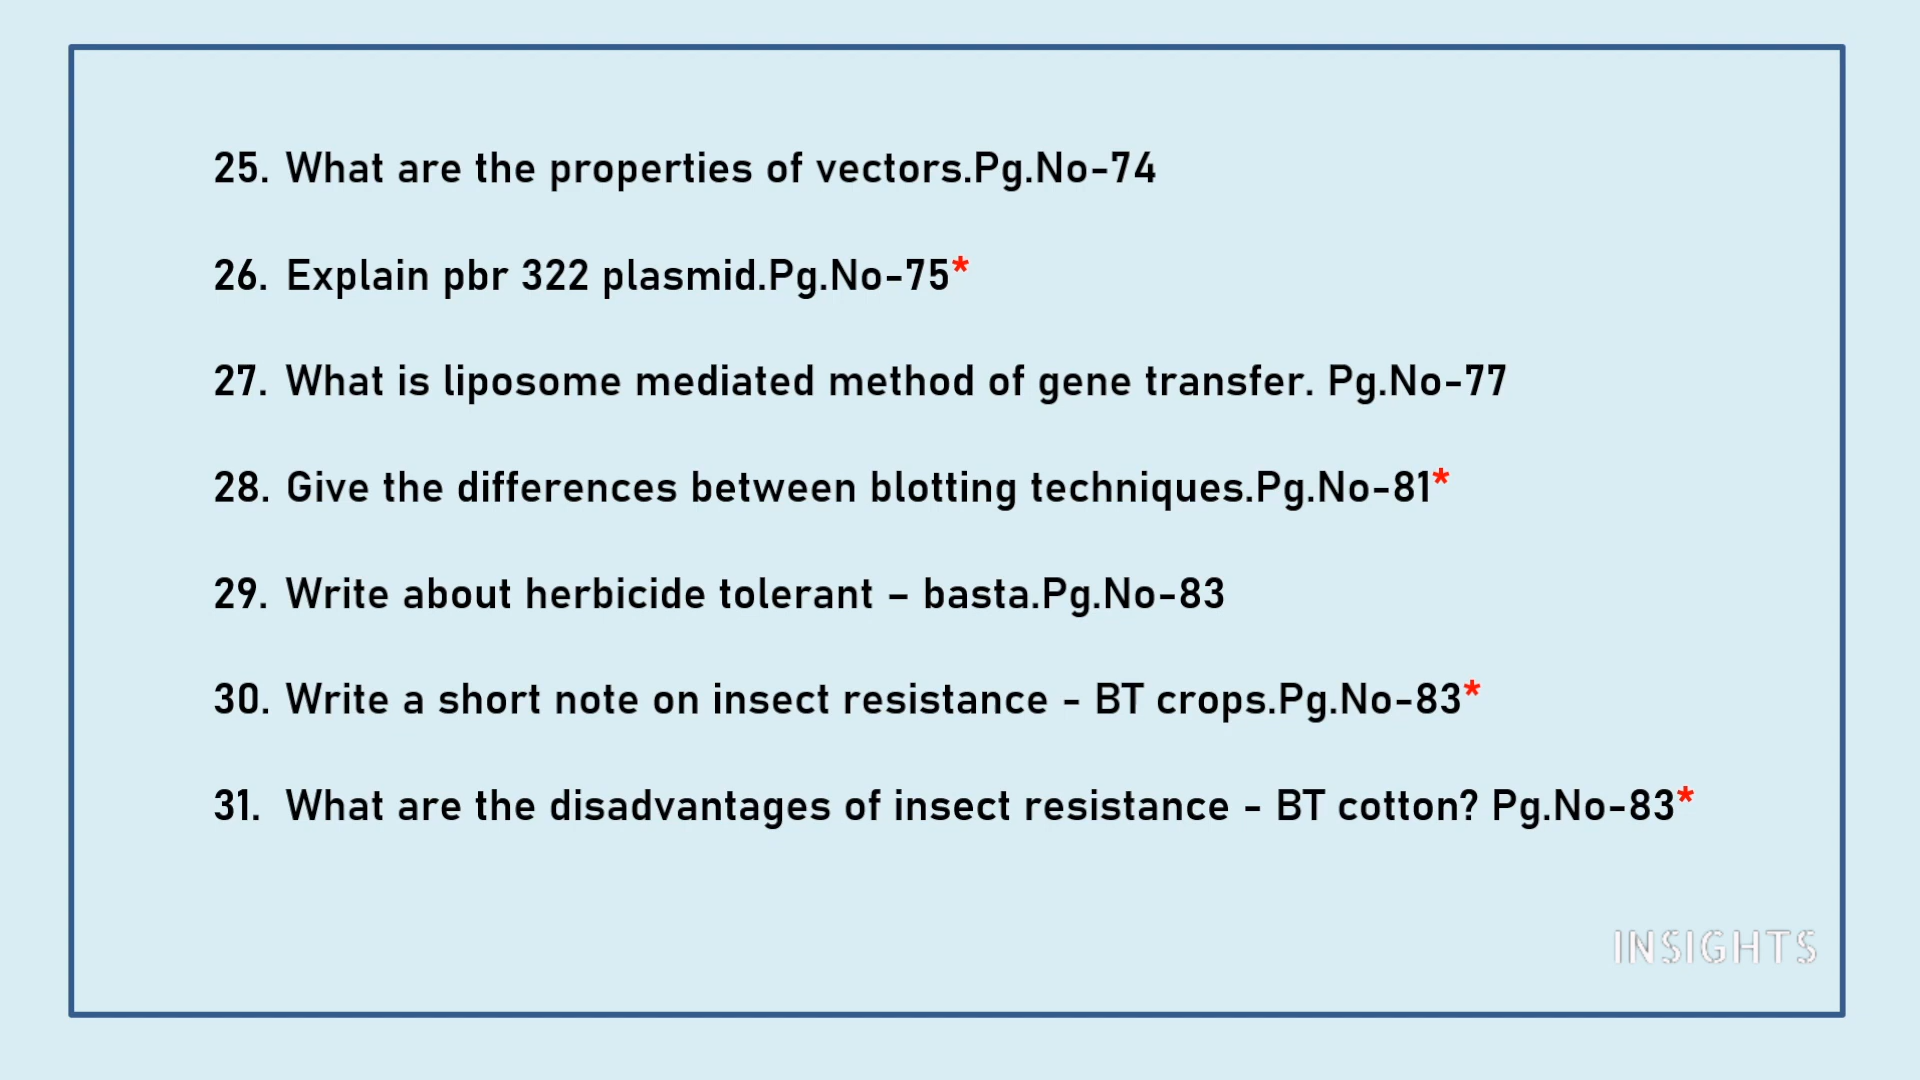 25. What are the properties of vectors.Pg.No-74
26. Explain pbr 322 plasmid.Pg.No-75*
27. What is liposome mediated method of gene transfer. Pg.No-77
28. Give the differences between blotting techniques.Pg.No-81*
29. Write about herbicide tolerant – basta.Pg.No-83
30. Write a short note on insect resistance - BT crops.Pg.No-83*
31. What are the disadvantages of insect resistance - BT cotton? Pg.No-83*
INSIGHTS